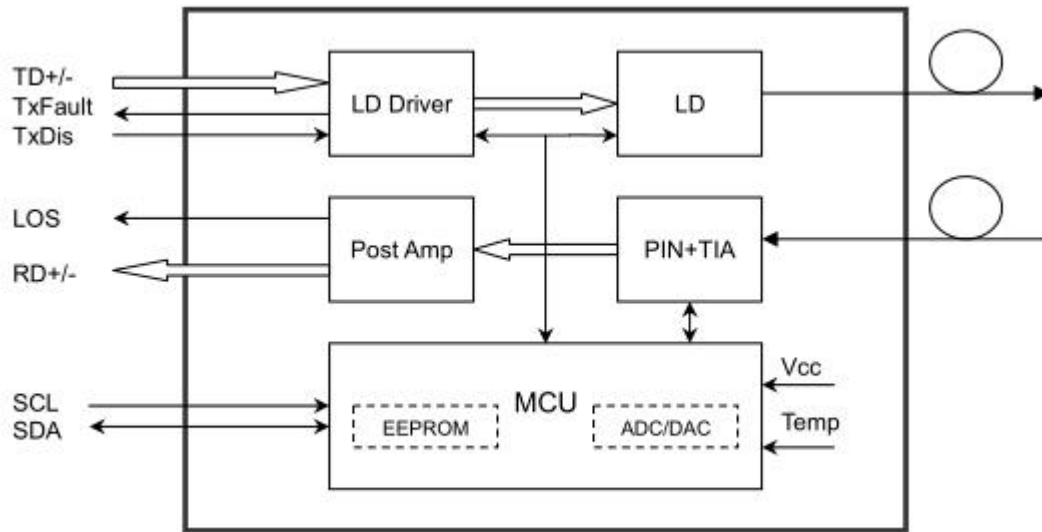 TD+/-
TxFault
TxDis
LD Driver
LD
LOS
RD+/-
Post Amp
PIN+TIA
SCL
SDA
MCU
EEPROM
ADC/DAC
Vcc
Temp